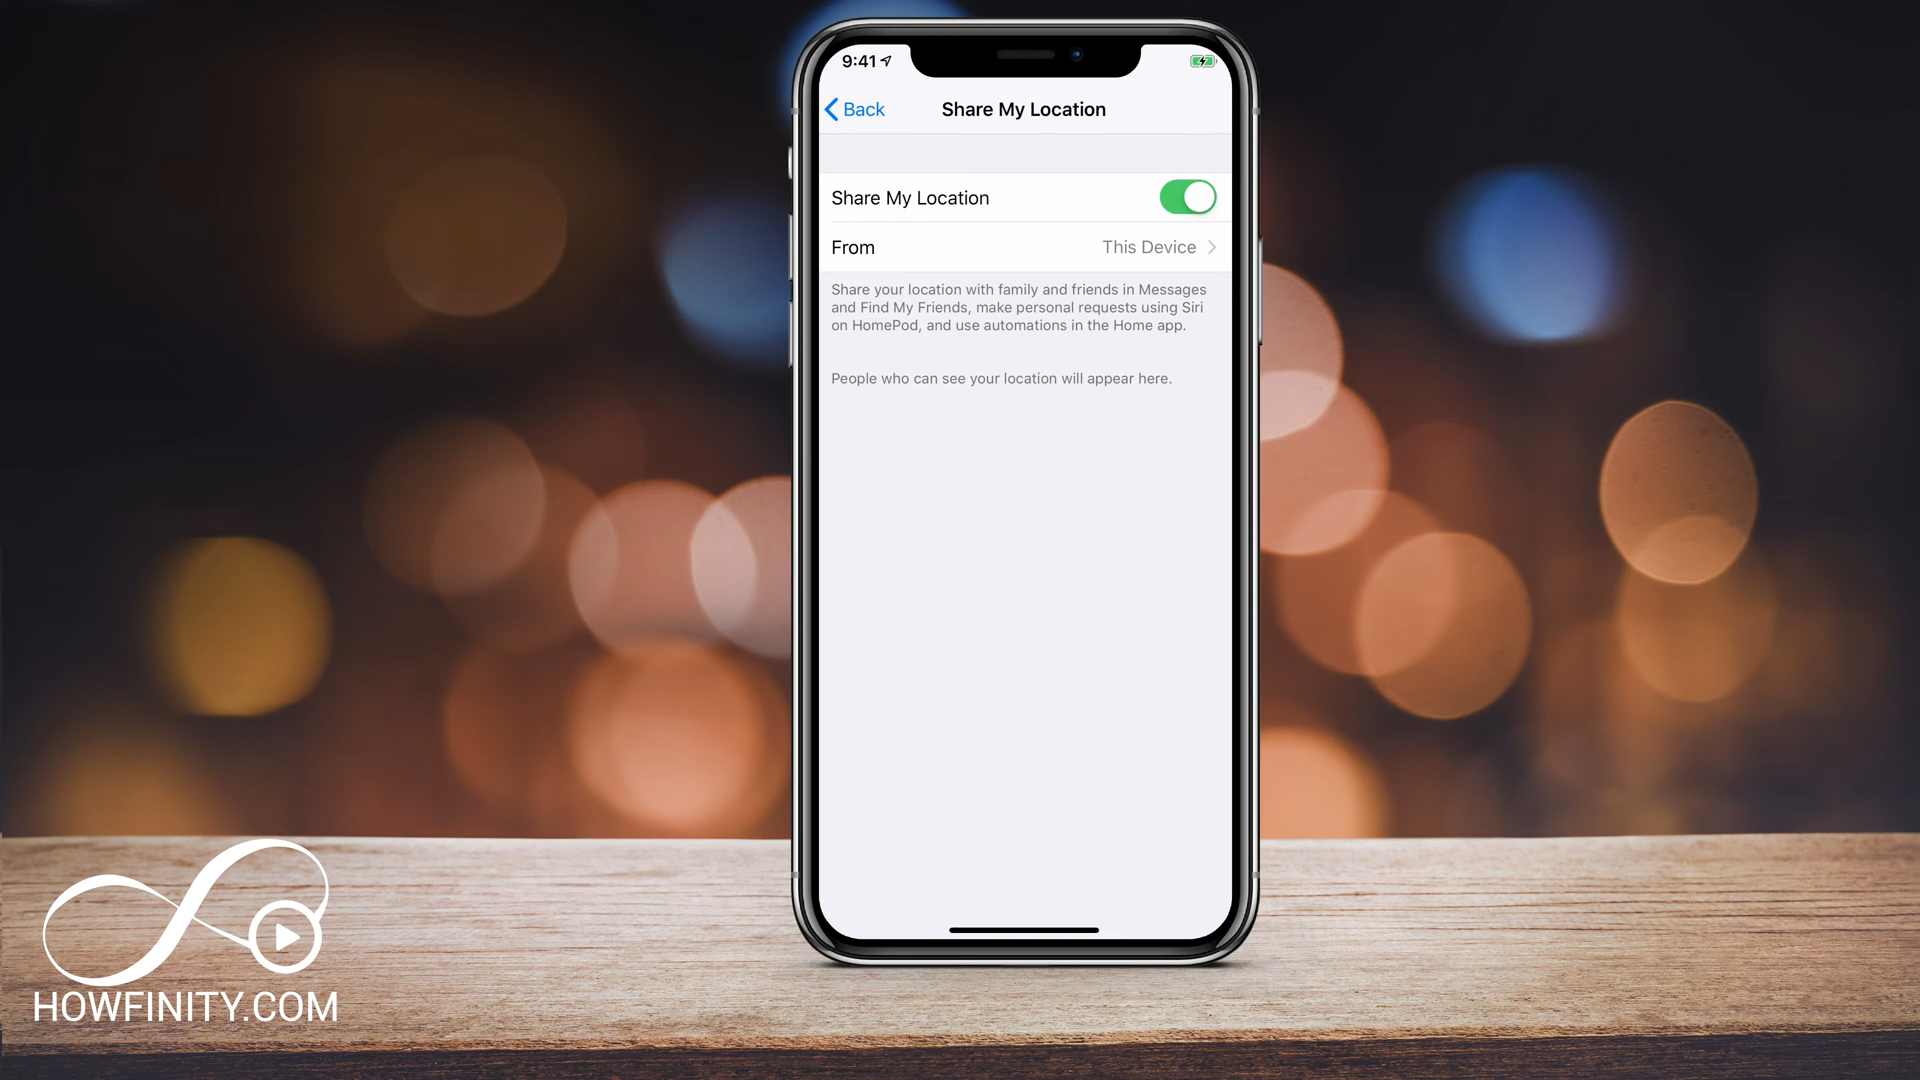 9:41
Back
Share My Location
Share My Location
From
This Device
Share your location with family and friends in Messages
and Find My Friends, make personal requests using Siri
on HomePod, and use automations in the Home app.
People who can see your location will appear here.
HOWFINITY.COM